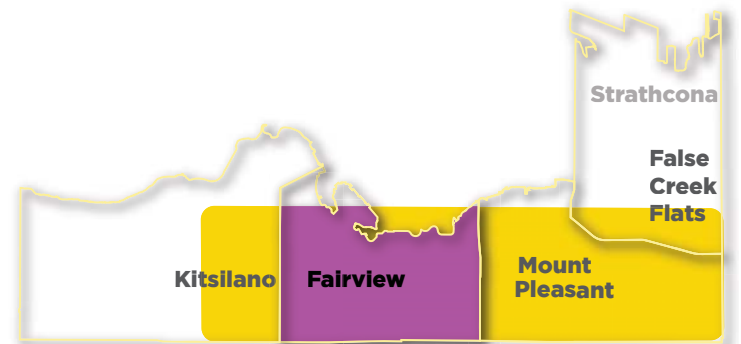 Strathcona
False
Creek
Flats
Kitsilano
Fairview
Mount
Pleasant